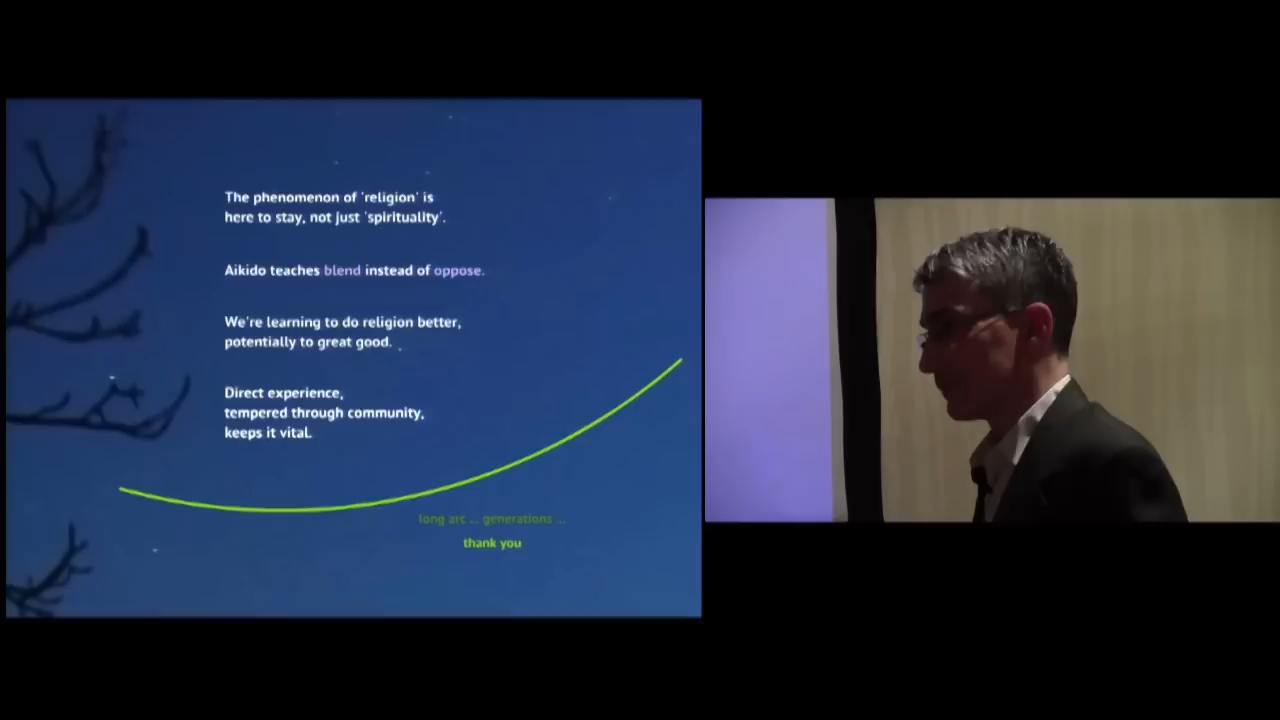 The phenomenon of 'religion' is
here to stay, not just 'spirituality'.
Aikido teaches blend instead of oppose.
We're learning to do religion better,
potentially to great good.
Direct experience,
tempered through community,
keeps it vital.
long arc ... generations ...
thank you